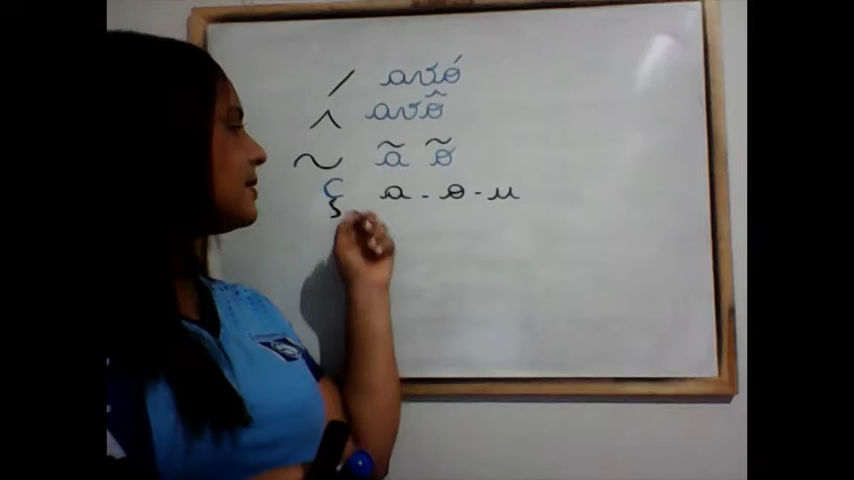 ´ avó
^ avô
~ ã õ
ç a - o - u